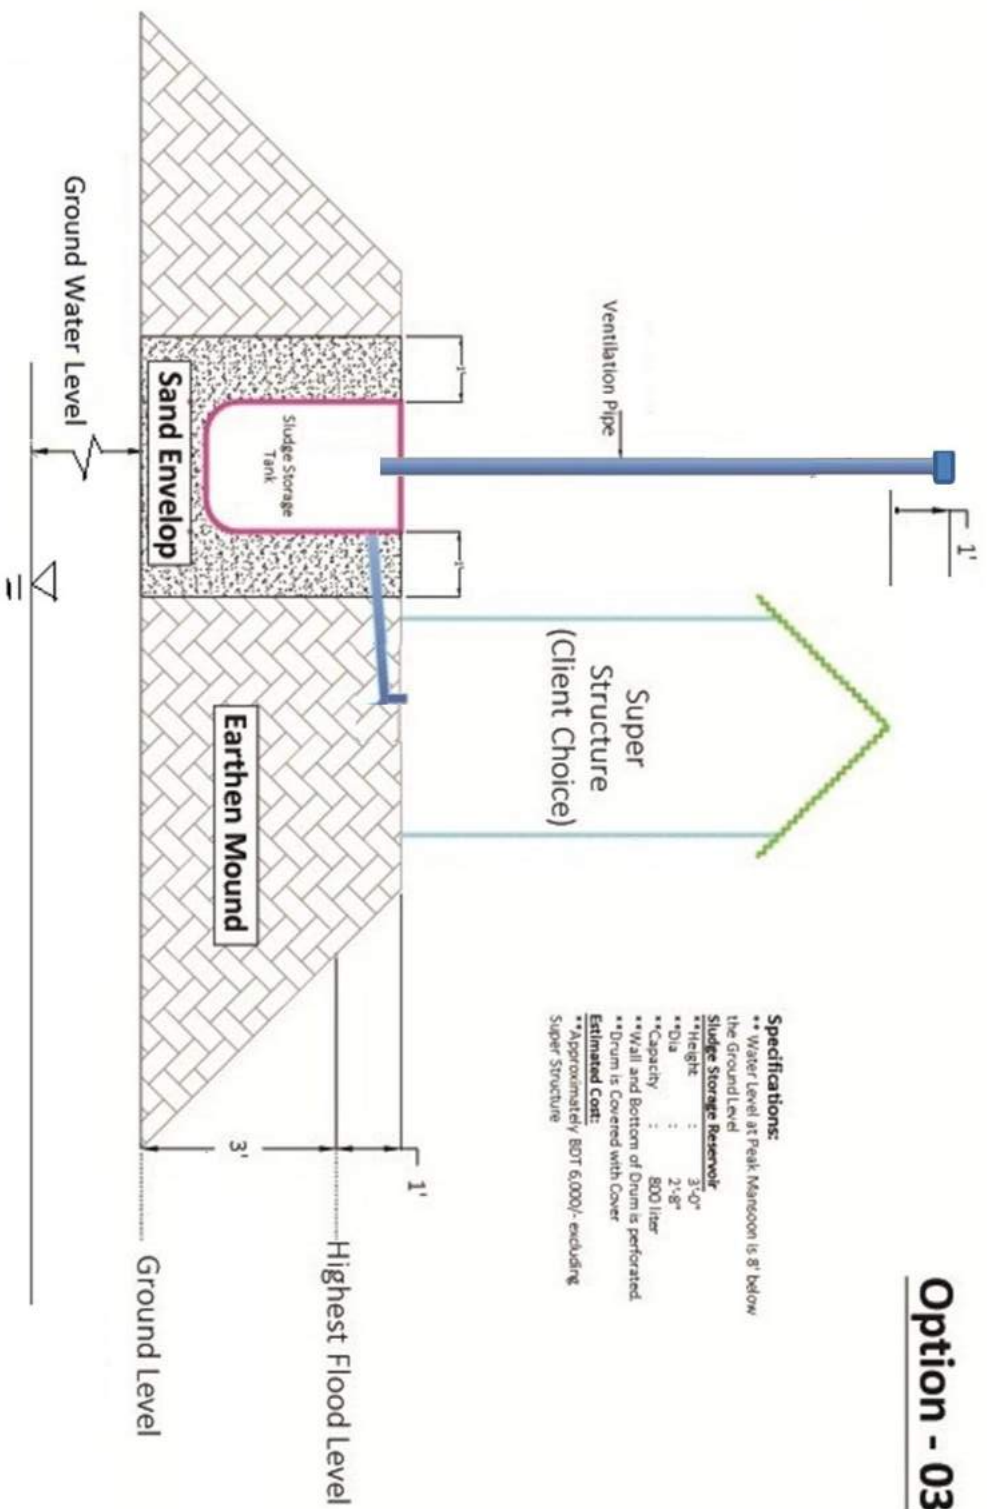 Option - 03
Specifications:
** Water Level at Peak Mansoon is 8' below
the Ground Level
Sludge Storage Reservoir
**Height : 3'-0"
**Dia : 2'-8"
**Capacity : 800 liter
**Wall and Bottom of Drum is perforated.
**Drum is Covered with Cover
Estimated Cost:
**Approximately BDT 6,000/- excluding
Super Structure
1'
Ventilation Pipe
Super
Structure
(Client Choice)
1'
1'
Sludge Storage
Tank
Sand Envelop
Earthen Mound
1'
3'
Highest Flood Level
Ground Level
Ground Water Level